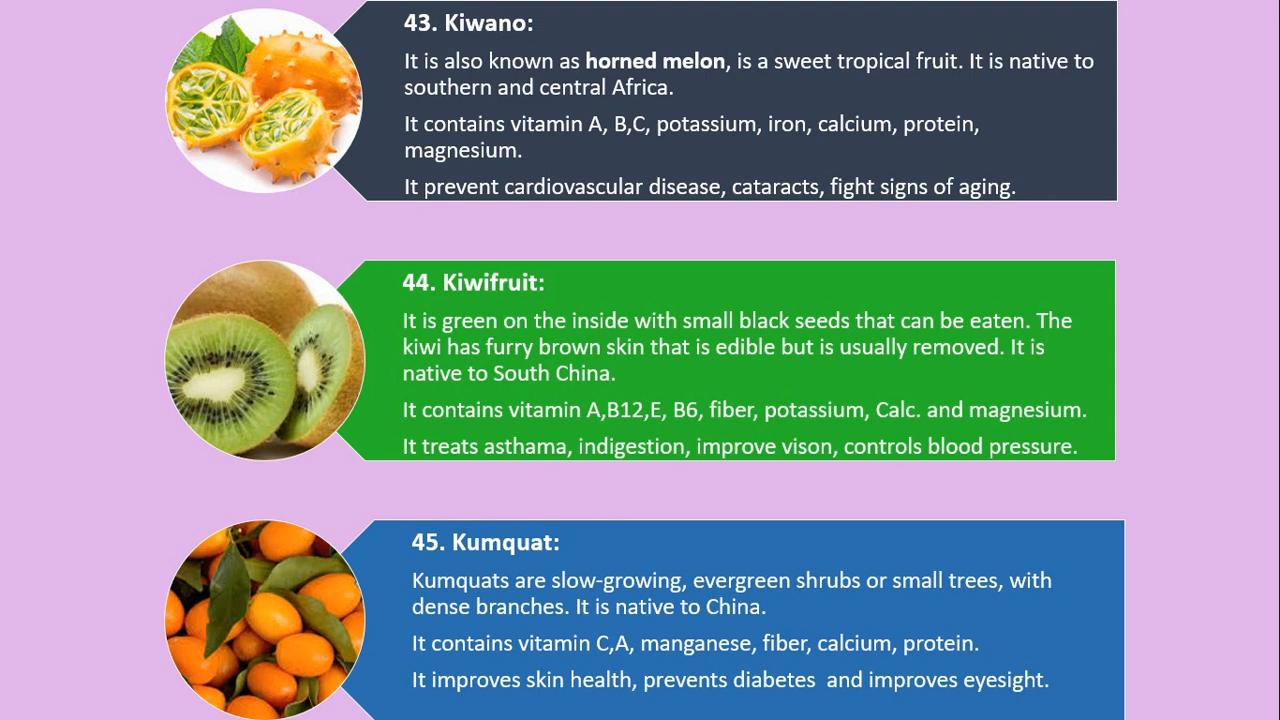 43. Kiwano:
It is also known as horned melon, is a sweet tropical fruit. It is native to
southern and central Africa.
It contains vitamin A, B,C, potassium, iron, calcium, protein,
magnesium.
It prevent cardiovascular disease, cataracts, fight signs of aging.
44. Kiwifruit:
It is green on the inside with small black seeds that can be eaten. The
kiwi has furry brown skin that is edible but is usually removed. It is
native to South China.
It contains vitamin A,B12,E, B6, fiber, potassium, Calc. and magnesium.
It treats asthama, indigestion, improve vison, controls blood pressure.
45. Kumquat:
Kumquats are slow-growing, evergreen shrubs or small trees, with
dense branches. It is native to China.
It contains vitamin C,A, manganese, fiber, calcium, protein.
It improves skin health, prevents diabetes  and improves eyesight.